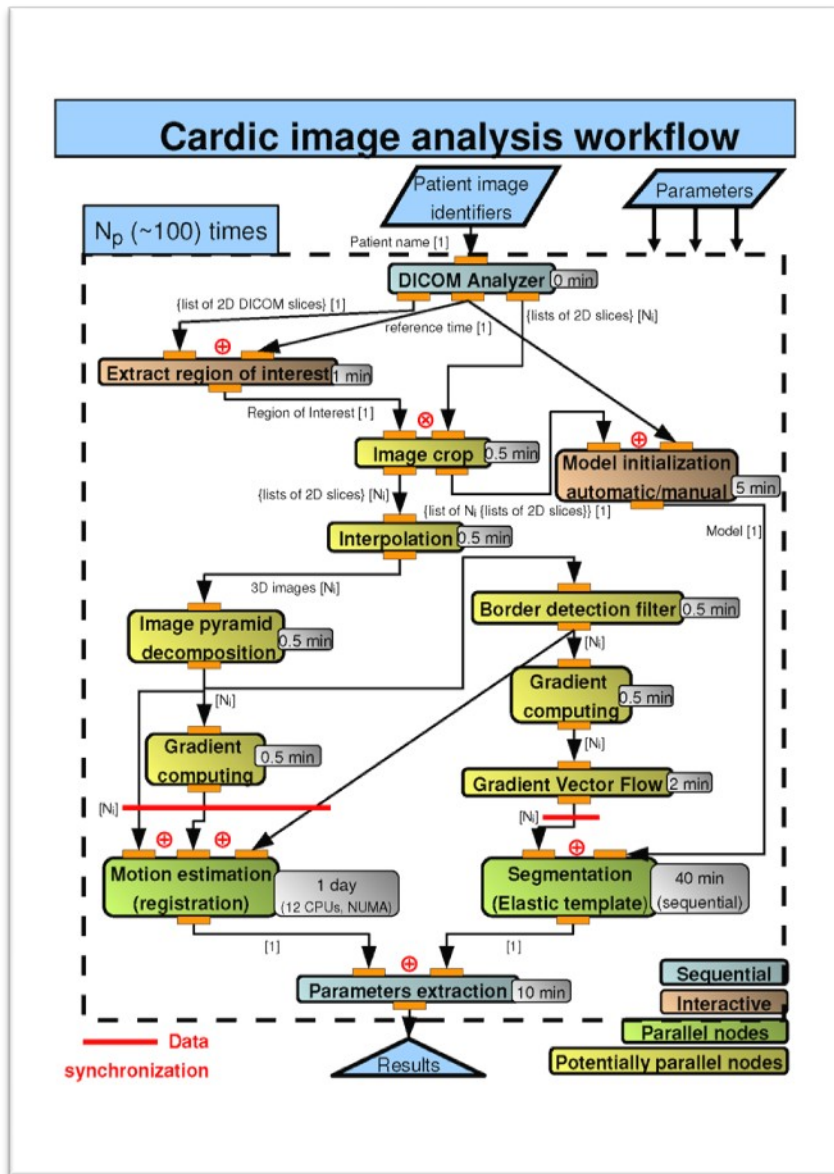 Cardic image analysis workflow
Patient image
identifiers
Parameters
Nₚ (~100) times
Patient name [1]
DICOM Analyzer
0 min
{list of 2D DICOM slices} [1]
reference time [1]
{lists of 2D slices} [Nᵢ]
Extract region of interest
1 min
Region of Interest [1]
Image crop
0.5 min
Model initialization
automatic/manual
5 min
{lists of 2D slices} [Nᵢ]
{list of Nᵢ {lists of 2D slices}} [1]
Model [1]
Interpolation
0.5 min
3D images [Nᵢ]
Image pyramid
decomposition
0.5 min
Border detection filter
0.5 min
[Nᵢ]
[Nᵢ]
Gradient
computing
0.5 min
Gradient
computing
0.5 min
[Nᵢ]
Gradient Vector Flow
2 min
[Nᵢ]
[Nᵢ]
Motion estimation
(registration)
1 day
(12 CPUs, NUMA)
Segmentation
(Elastic template)
40 min
(sequential)
[1]
[1]
Parameters extraction
10 min
Results
Sequential
Interactive
Parallel nodes
Potentially parallel nodes
Data
synchronization